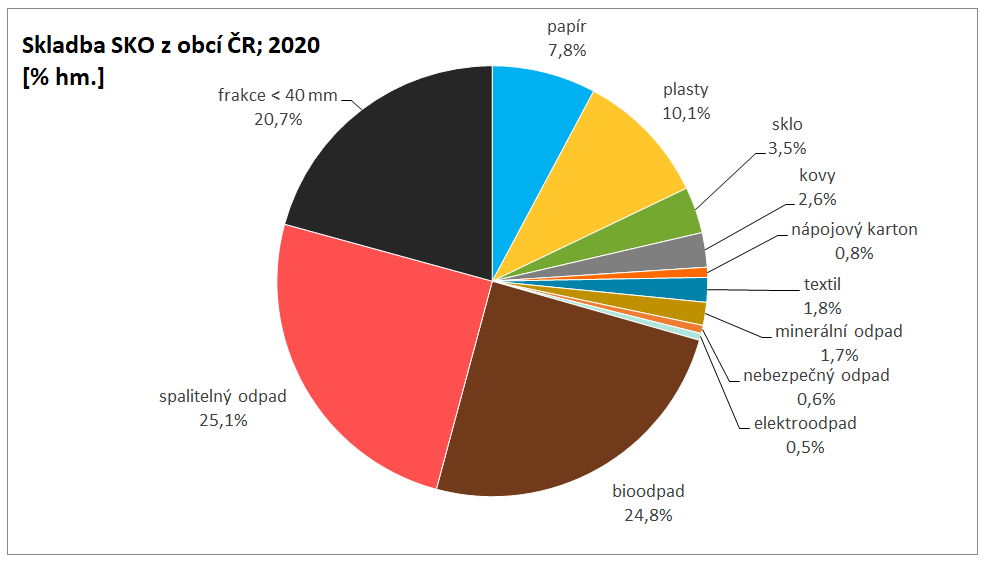 Skladba SKO z obcí ČR; 2020
[% hm.]
papír
7,8%
plasty
10,1%
sklo
3,5%
kovy
2,6%
nápojový karton
0,8%
textil
1,8%
minerální odpad
1,7%
nebezpečný odpad
0,6%
elektroodpad
0,5%
bioodpad
24,8%
spalitelný odpad
25,1%
frakce < 40 mm
20,7%